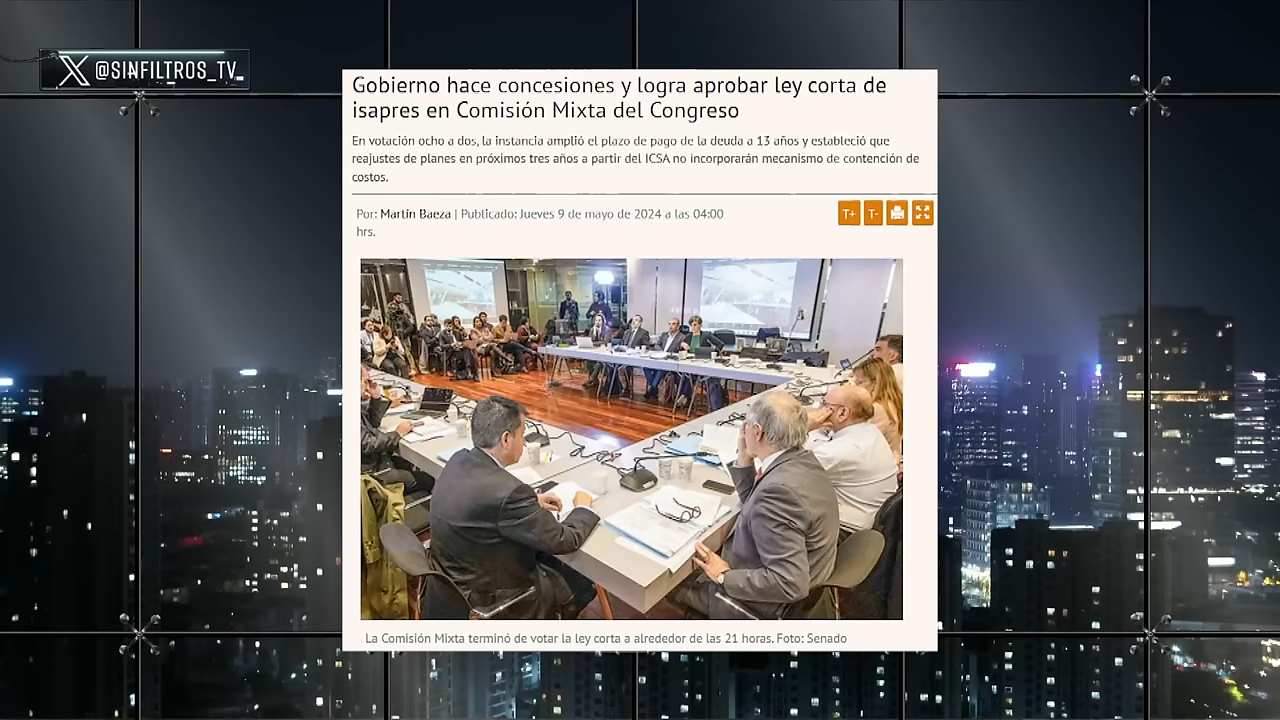 @SINFILTROS_TV_
Gobierno hace concesiones y logra aprobar ley corta de
isapres en Comisión Mixta del Congreso
En votación ocho a dos, la instancia amplió el plazo de pago de la deuda a 13 años y estableció que
reajustes de planes en próximos tres años a partir del ICSA no incorporarán mecanismo de contención de
costos.
Por: Martín Baeza | Publicado: Jueves 9 de mayo de 2024 a las 04:00
hrs.
T+ T-
La Comisión Mixta terminó de votar la ley corta a alrededor de las 21 horas. Foto: Senado